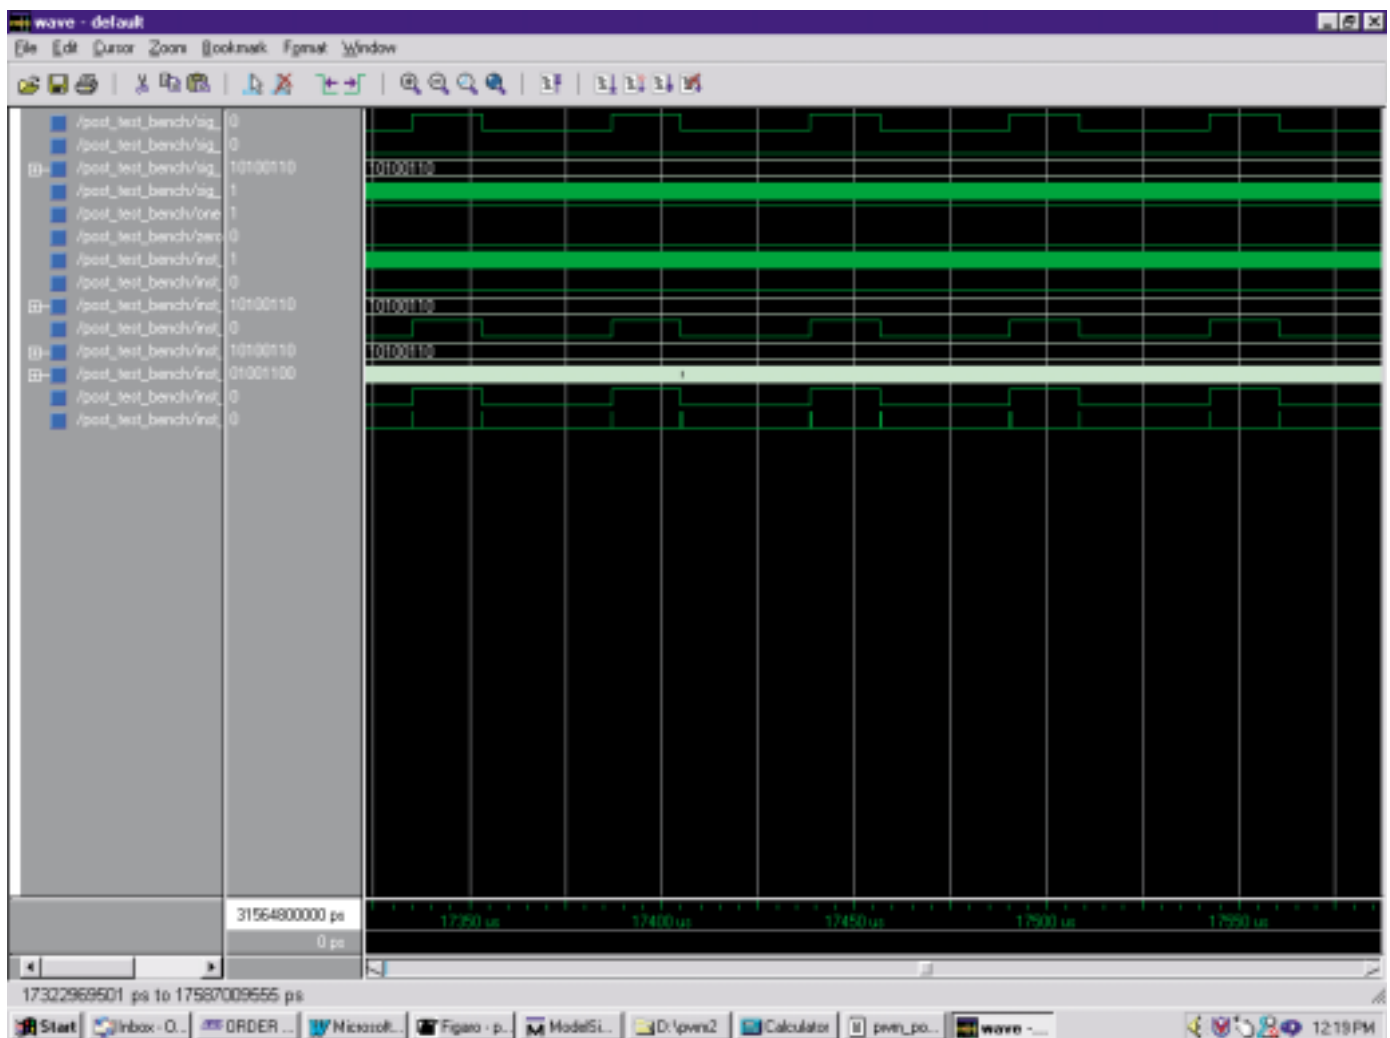 wave - default
File Edit Cursor Zoom Bookmark Format Window
/post_test_bench/sig_ 0
/post_test_bench/sig_ 0
/post_test_bench/sig_ 10100110 10100110
/post_test_bench/sig_ 1
/post_test_bench/one 1
/post_test_bench/zero 0
/post_test_bench/inst_ 1
/post_test_bench/inst_ 0
/post_test_bench/inst_ 10100110 10100110
/post_test_bench/inst_ 0
/post_test_bench/inst_ 10100110 10100110
/post_test_bench/inst_ 01001100
/post_test_bench/inst_ 0
/post_test_bench/inst_ 0
31564800000 ps 17350 us 17400 us 17450 us 17500 us 17550 us
0 ps
17322969501 ps to 17587009555 ps
Start Inbox - O... ORDER ... Microsoft... Figaro - p... ModelSi... D:\pwm2 Calculator pwm_po... wave -... 12:19 PM